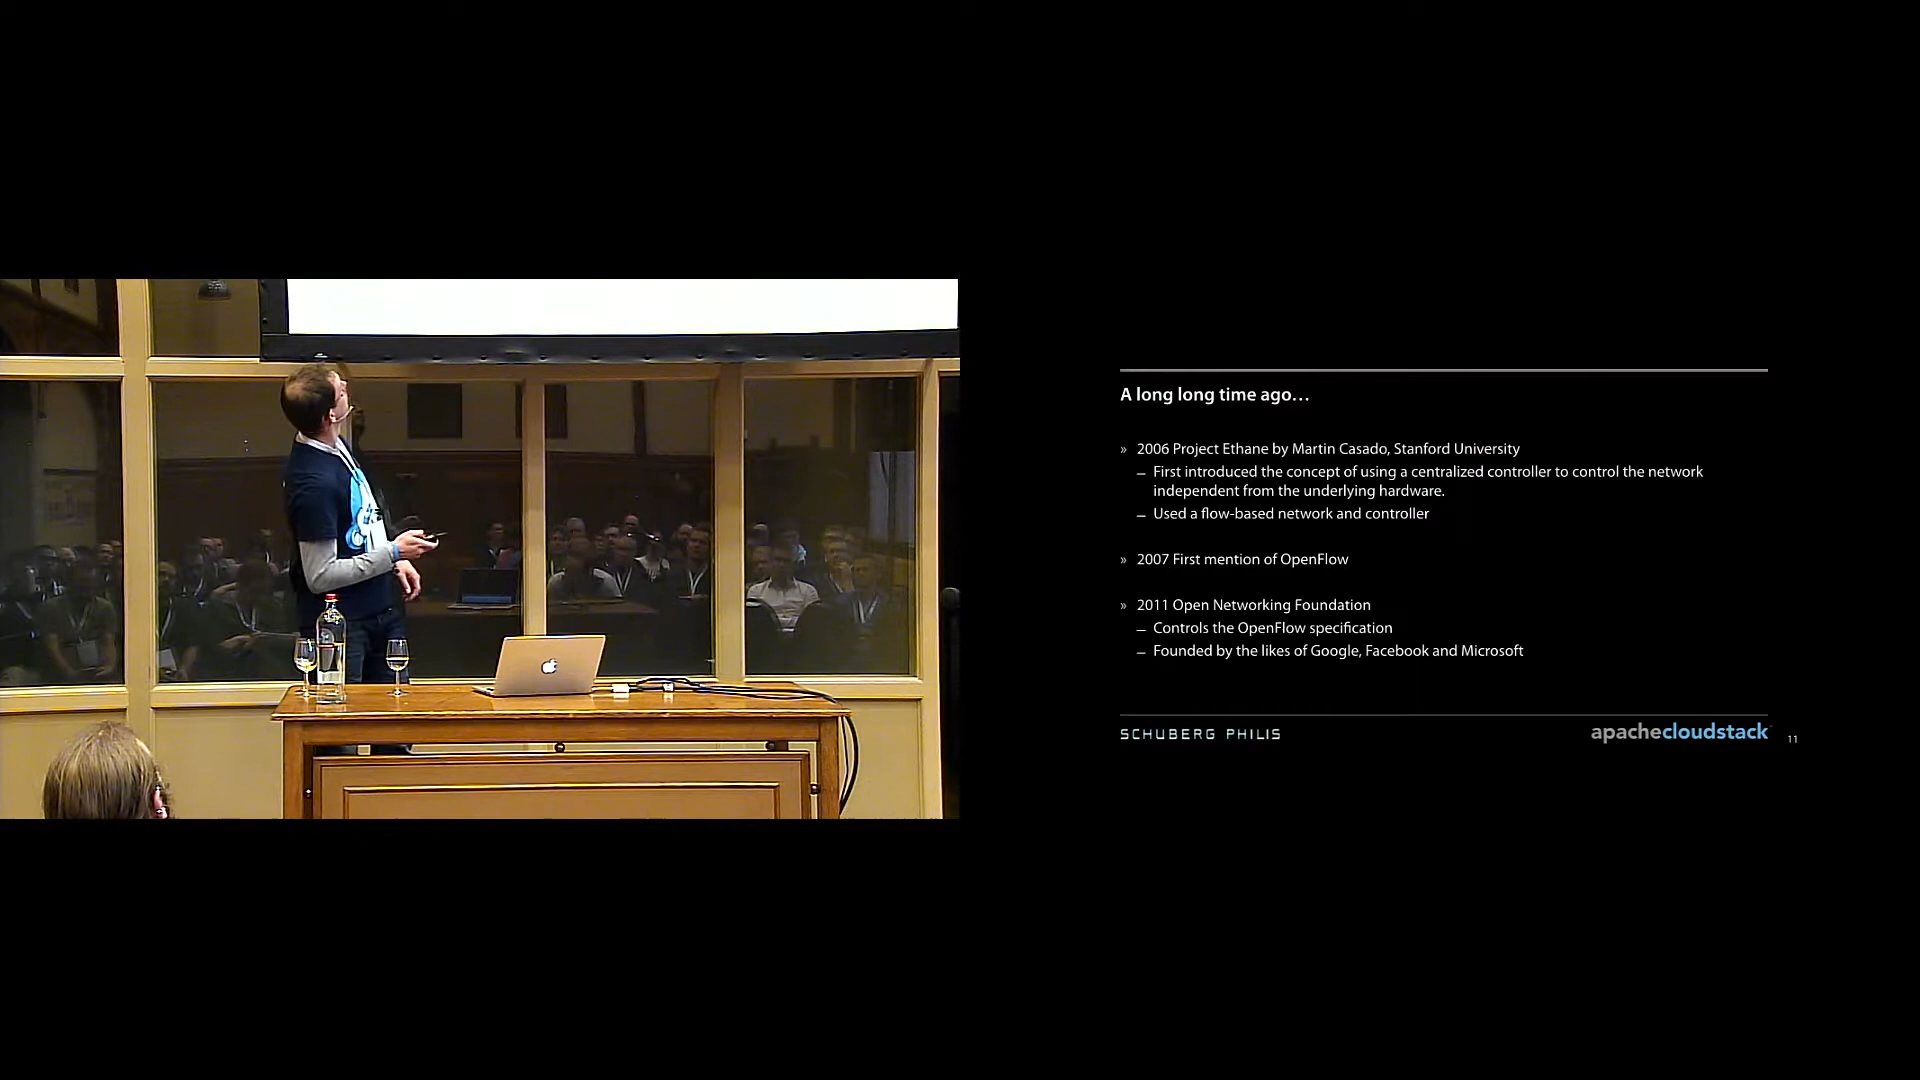 A long long time ago…
» 2006 Project Ethane by Martin Casado, Stanford University
– First introduced the concept of using a centralized controller to control the network
independent from the underlying hardware.
– Used a flow-based network and controller
» 2007 First mention of OpenFlow
» 2011 Open Networking Foundation
– Controls the OpenFlow specification
– Founded by the likes of Google, Facebook and Microsoft
SCHUBERG PHILIS
apachecloudstack
11